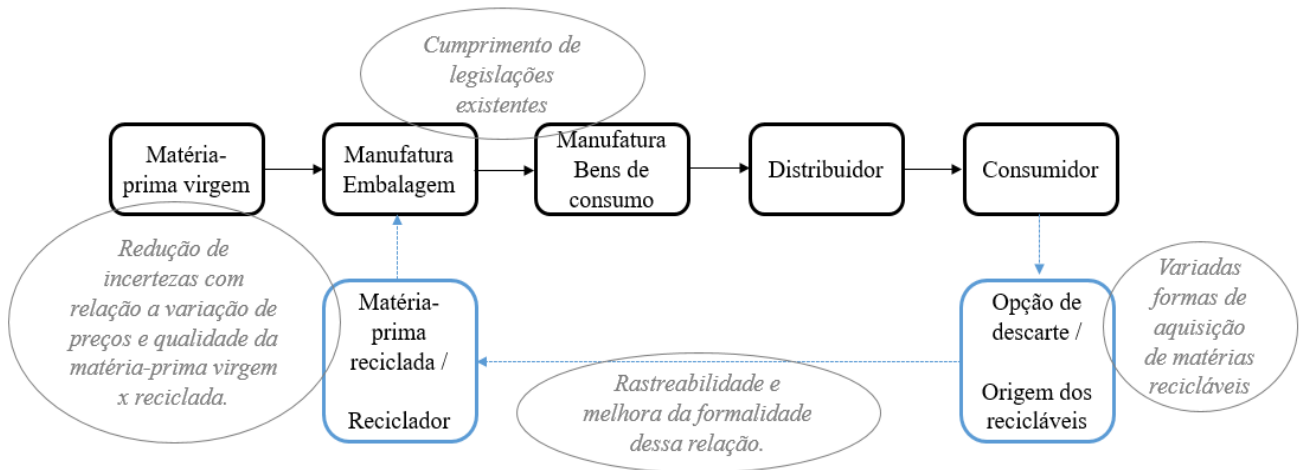 Cumprimento de
legislações
existentes
Matéria-
prima virgem
Manufatura
Embalagem
Manufatura
Bens de
consumo
Distribuidor
Consumidor
Redução de
incertezas com
relação a variação de
preços e qualidade da
matéria-prima virgem
x reciclada.
Matéria-
prima
reciclada /
Reciclador
Rastreabilidade e
melhora da formalidade
dessa relação.
Opção de
descarte /
Origem dos
recicláveis
Variadas
formas de
aquisição
de matérias
recicláveis